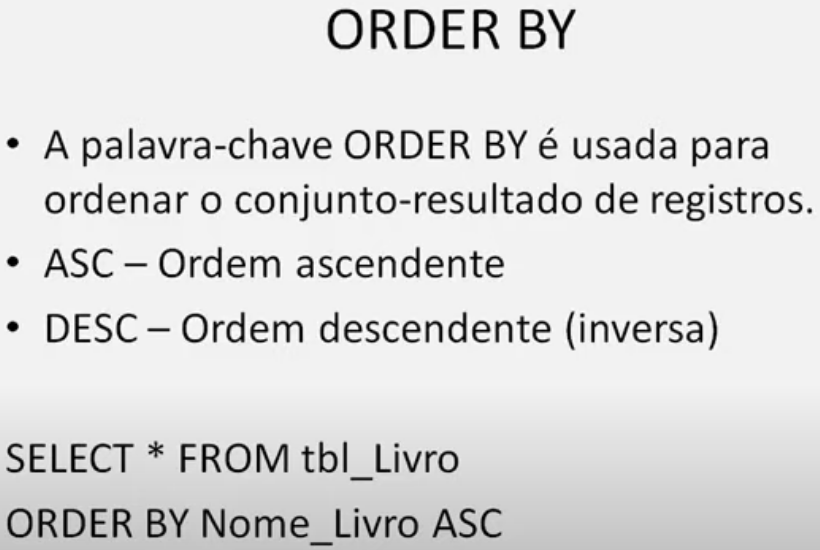 ORDER BY
• A palavra-chave ORDER BY é usada para
ordenar o conjunto-resultado de registros.
• ASC – Ordem ascendente
• DESC – Ordem descendente (inversa)
SELECT * FROM tbl_Livro
ORDER BY Nome_Livro ASC